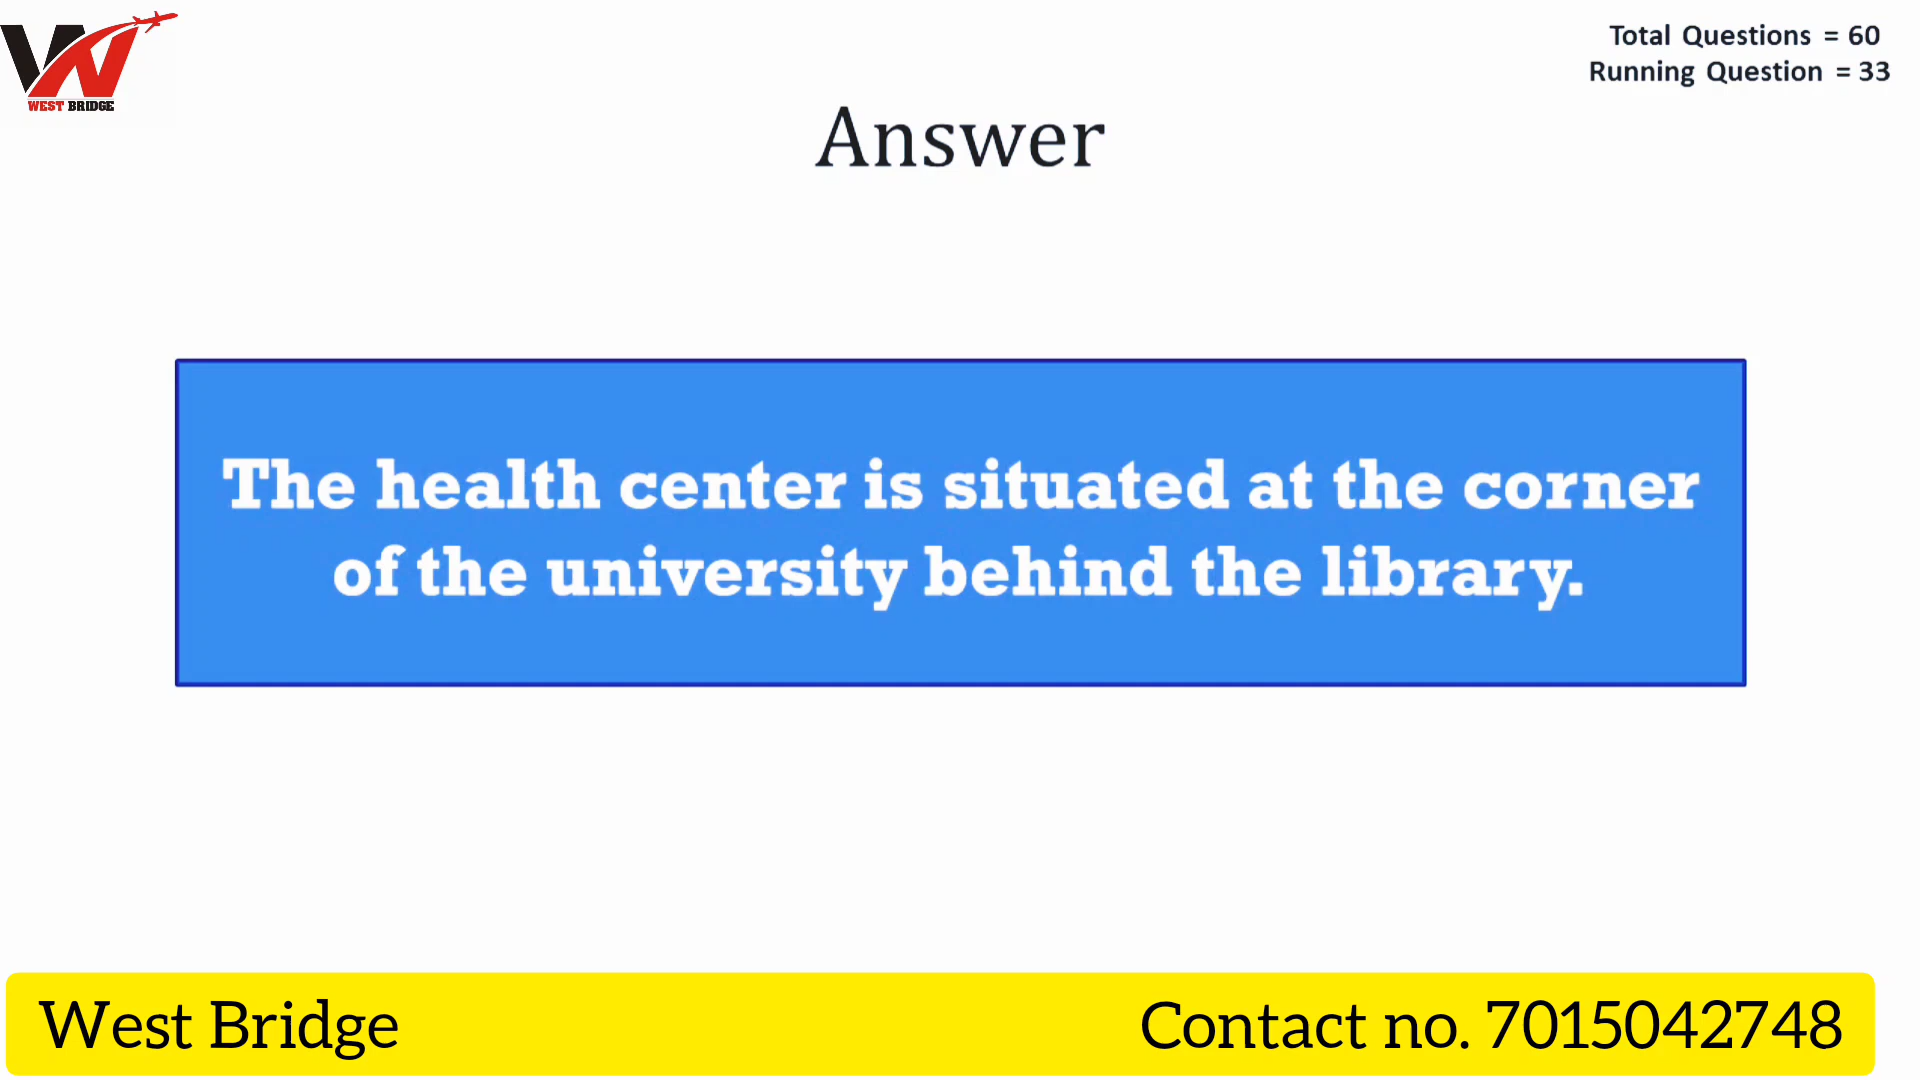 WEST BRIDGE
Total Questions = 60
Running Question = 33
Answer
The health center is situated at the corner
of the university behind the library.
West Bridge
Contact no. 7015042748